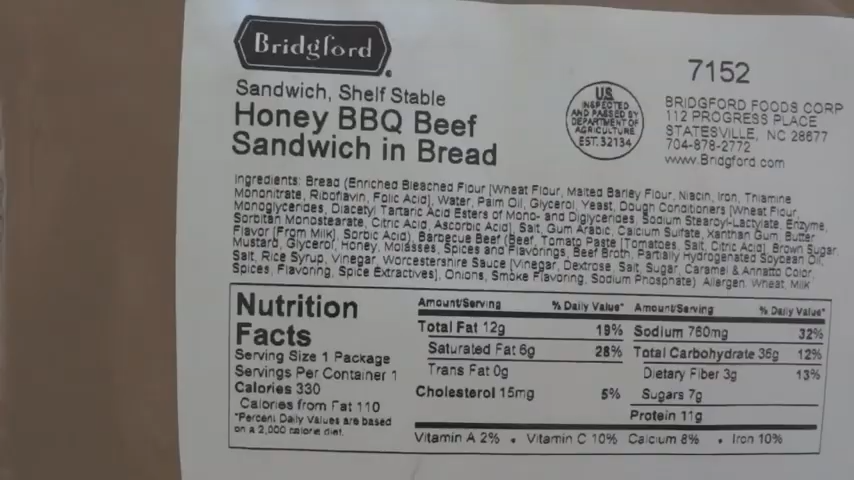 Bridgford
Sandwich, Shelf Stable
Honey BBQ Beef
Sandwich in Bread
U.S.
INSPECTED
AND PASSED BY
DEPARTMENT OF
AGRICULTURE
EST.32134
7152
BRIDGFORD FOODS CORP
112 PROGRESS PLACE
STATESVILLE, NC 28677
704-878-2772
www.Bridgford.com
Ingredients: Bread (Enriched Bleached Flour [Wheat Flour, Malted Barley Flour, Niacin, Iron, Thiamine
Mononitrate, Riboflavin, Folic Acid], Water, Palm Oil, Glycerol, Yeast, Dough Conditioners [Wheat Flour,
Monoglycerides, Diacetyl Tartaric Acid Esters of Mono- and Diglycerides, Sodium Stearoyl-Lactylate, Enzyme,
Sorbitan Monostearate, Citric Acid, Ascorbic Acid], Salt, Gum Arabic, Calcium Sulfate, Xanthan Gum, Butter
Flavor [From Milk], Sorbic Acid), Barbecue Beef (Beef, Tomato Paste [Tomatoes, Salt, Citric Acid], Brown Sugar,
Mustard, Glycerol, Honey, Molasses, Spices and Flavorings, Beef Broth, Partially Hydrogenated Soybean Oil,
Salt, Rice Syrup, Vinegar, Worcestershire Sauce [Vinegar, Dextrose, Salt, Sugar, Caramel & Annatto Color,
Spices, Flavoring, Spice Extractives], Onions, Smoke Flavoring, Sodium Phosphate) Allergen: Wheat, Milk
Nutrition
Facts
Serving Size 1 Package
Servings Per Container 1
Calories 330
Calories from Fat 110
*Percent Daily Values are based
on a 2,000 calorie diet.
Amount/Serving % Daily Value* Amount/Serving % Daily Value*
Total Fat 12g 19% Sodium 760mg 32%
Saturated Fat 6g 28% Total Carbohydrate 36g 12%
Trans Fat 0g Dietary Fiber 3g 13%
Cholesterol 15mg 5% Sugars 7g
Protein 11g
Vitamin A 2% • Vitamin C 10% Calcium 8% • Iron 10%